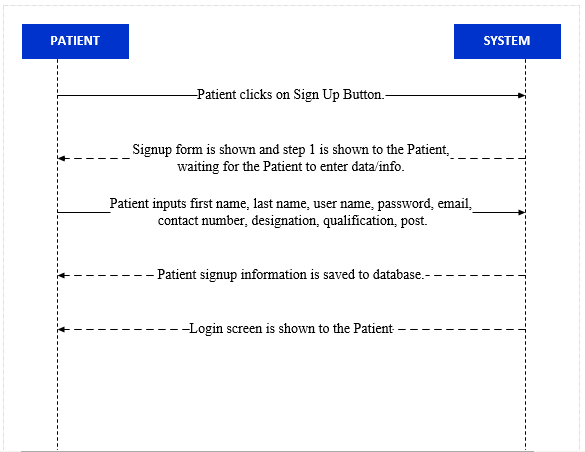 PATIENT
SYSTEM
Patient clicks on Sign Up Button.
Signup form is shown and step 1 is shown to the Patient,
waiting for the Patient to enter data/info.
Patient inputs first name, last name, user name, password, email,
contact number, designation, qualification, post.
Patient signup information is saved to database.
Login screen is shown to the Patient